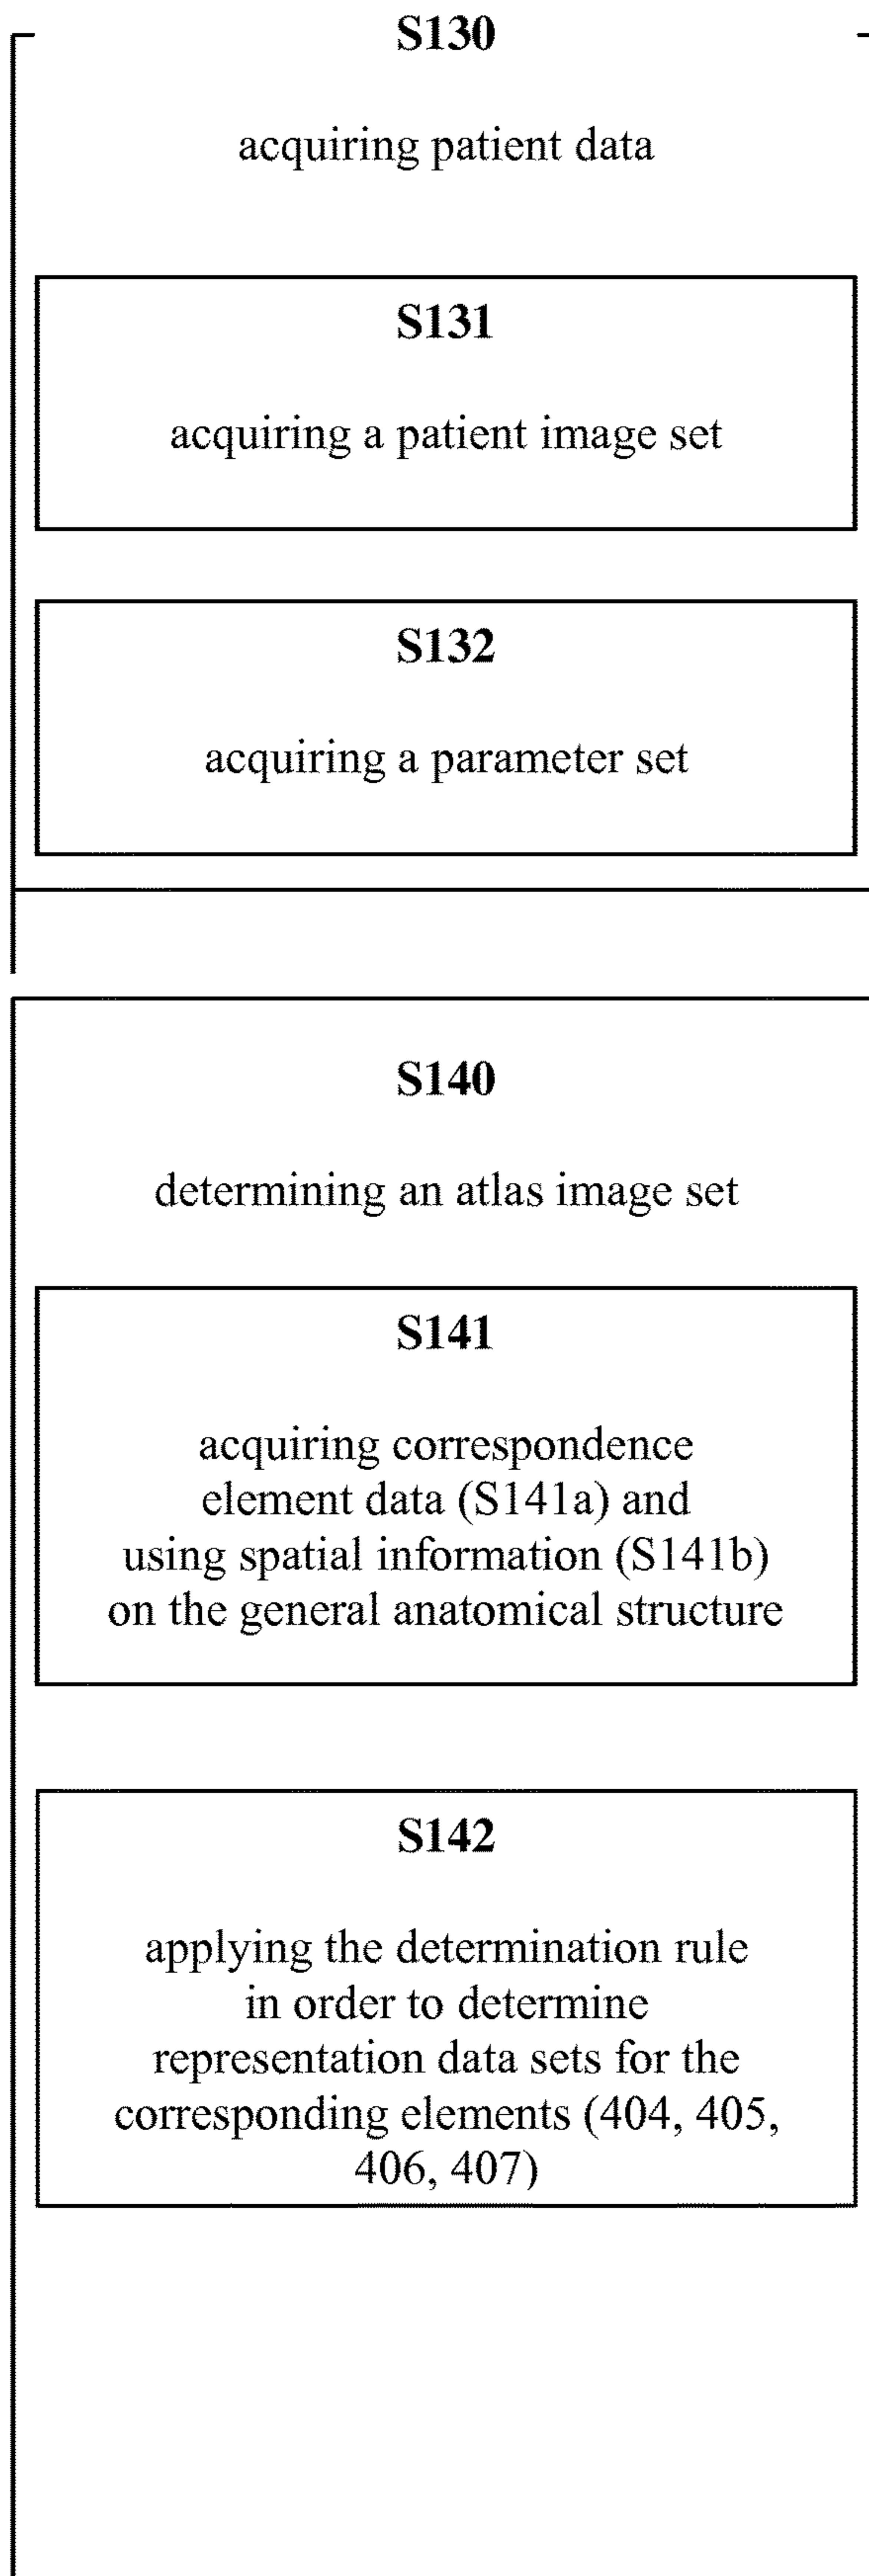 S130
acquiring patient data
S131
acquiring a patient image set
S132
acquiring a parameter set
S140
determining an atlas image set
S141
acquiring correspondence
element data (S141a) and
using spatial information (S141b)
on the general anatomical structure
S142
applying the determination rule
in order to determine
representation data sets for the
corresponding elements (404, 405,
406, 407)